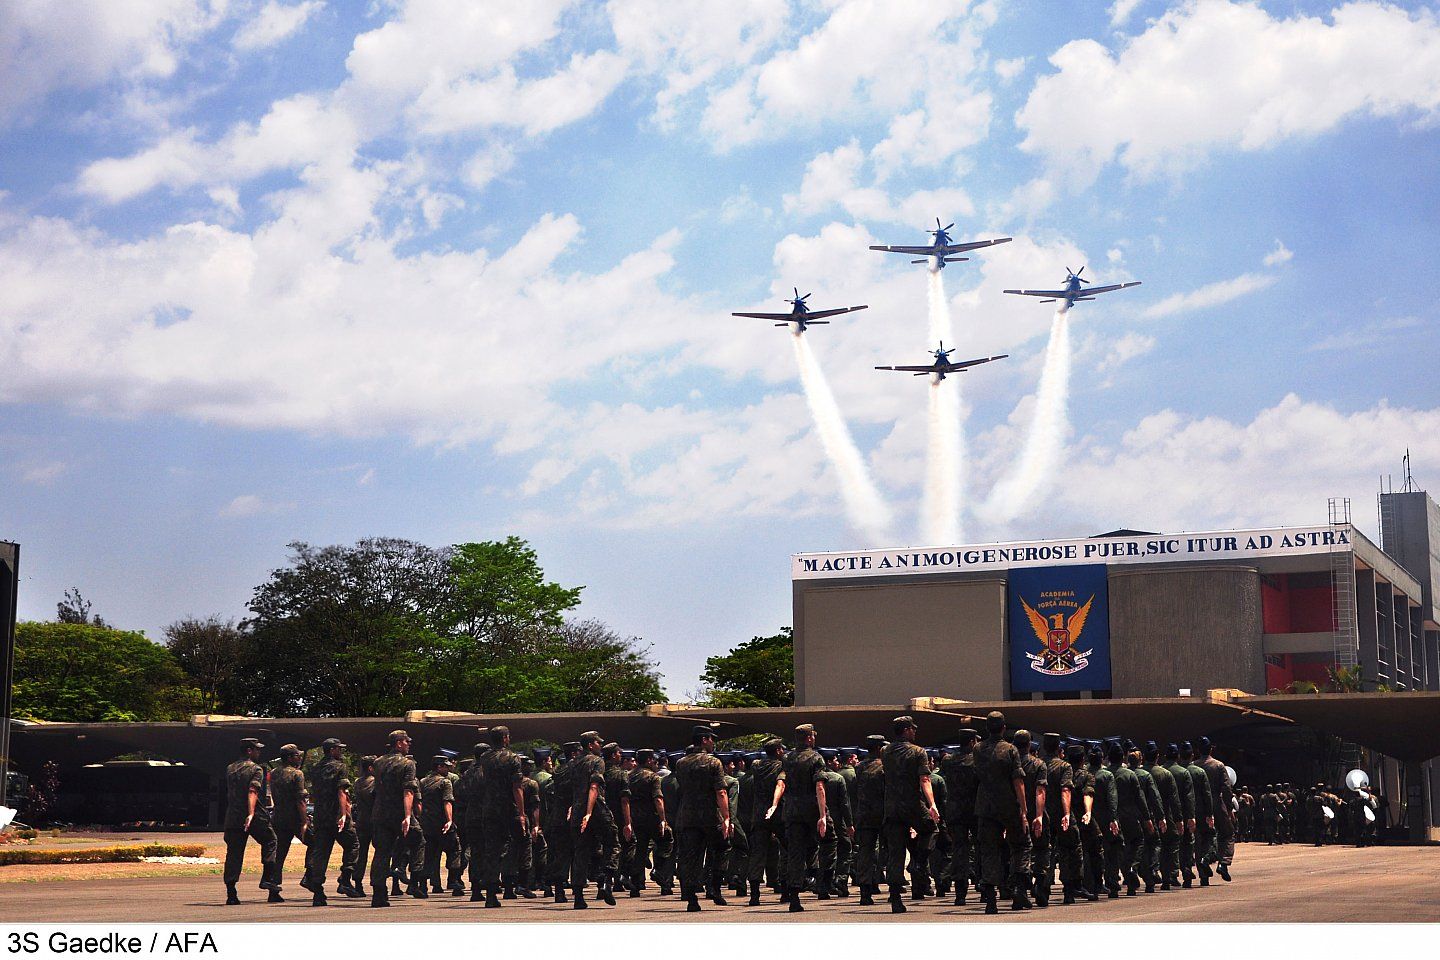 "MACTE ANIMO! GENEROSE PUER, SIC ITUR AD ASTRA"
ACADEMIA
DA
FORÇA AÉREA
3S Gaedke / AFA